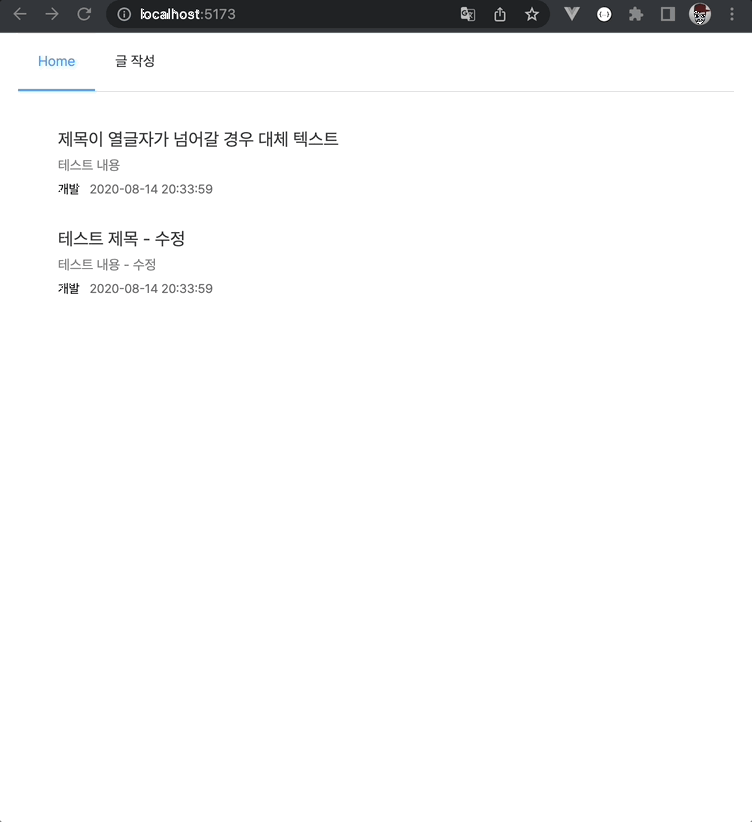 localhost:5173
Home 글 작성
제목이 열글자가 넘어갈 경우 대체 텍스트
테스트 내용
개발 2020-08-14 20:33:59
테스트 제목 - 수정
테스트 내용 - 수정
개발 2020-08-14 20:33:59